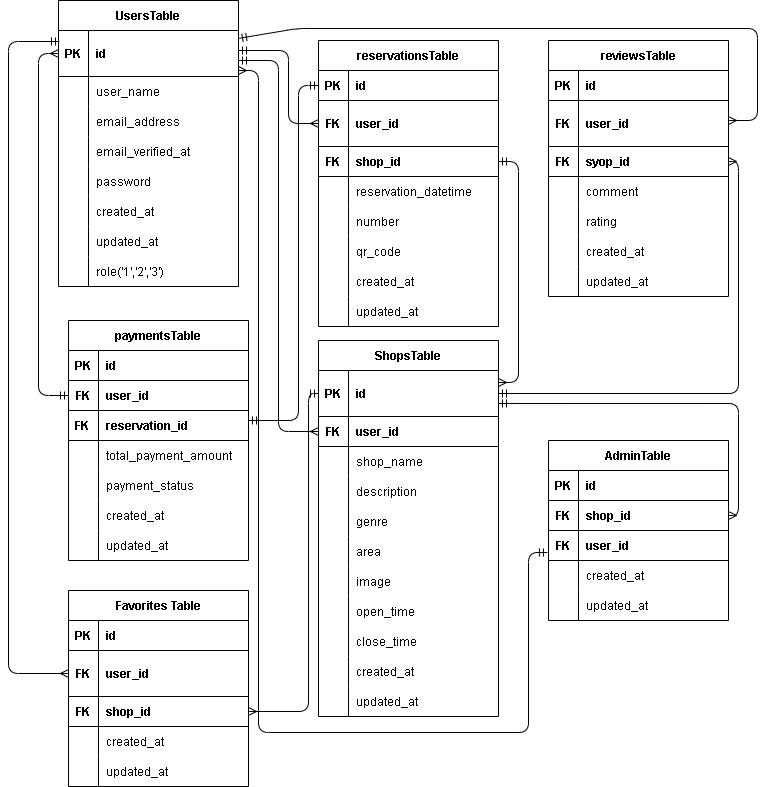 UsersTable
PK id
user_name
email_address
email_verified_at
password
created_at
updated_at
role('1','2','3')
reservationsTable
PK id
FK user_id
FK shop_id
reservation_datetime
number
qr_code
created_at
updated_at
reviewsTable
PK id
FK user_id
FK syop_id
comment
rating
created_at
updated_at
paymentsTable
PK id
FK user_id
FK reservation_id
total_payment_amount
payment_status
created_at
updated_at
ShopsTable
PK id
FK user_id
shop_name
description
genre
area
image
open_time
close_time
created_at
updated_at
AdminTable
PK id
FK shop_id
FK user_id
created_at
updated_at
Favorites Table
PK id
FK user_id
FK shop_id
created_at
updated_at